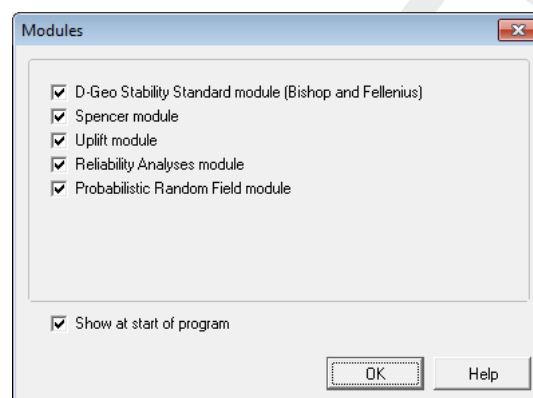 Modules
D-Geo Stability Standard module (Bishop and Fellenius)
Spencer module
Uplift module
Reliability Analyses module
Probabilistic Random Field module
Show at start of program
OK
Help